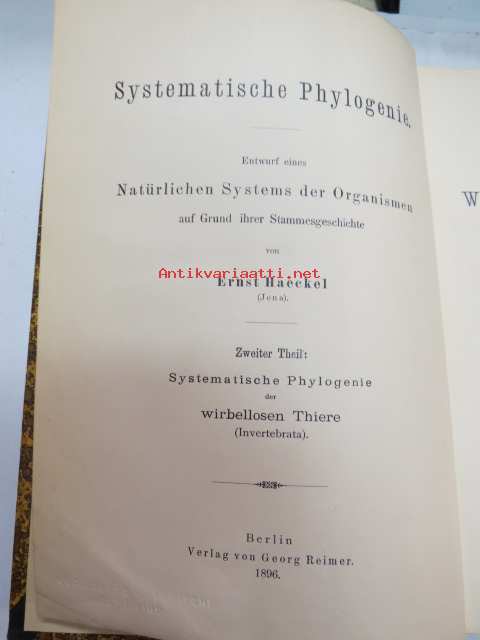 Systematische Phylogenie.
Entwurf eines
Natürlichen Systems der Organismen
auf Grund ihrer Stammesgeschichte
von
Antikvariaatti.net
Ernst Haeckel
(Jena).
Zweiter Theil:
Systematische Phylogenie
der
wirbellosen Thiere
(Invertebrata).
Berlin
Verlag von Georg Reimer.
1896.
W